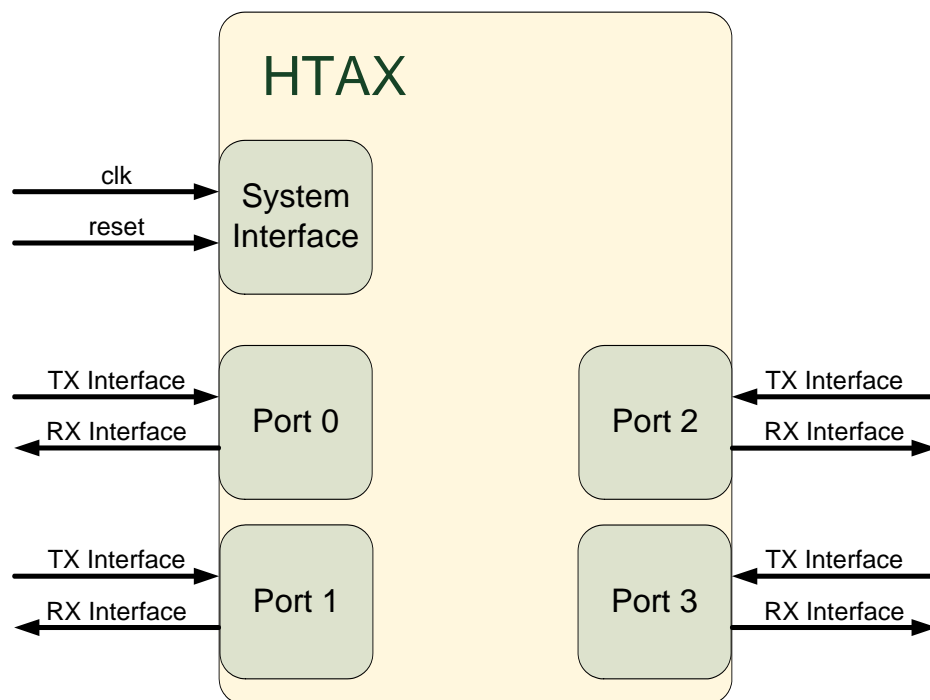 HTAX
clk
reset
System
Interface
TX Interface
RX Interface
Port 0
Port 2
TX Interface
RX Interface
TX Interface
RX Interface
Port 1
Port 3
TX Interface
RX Interface